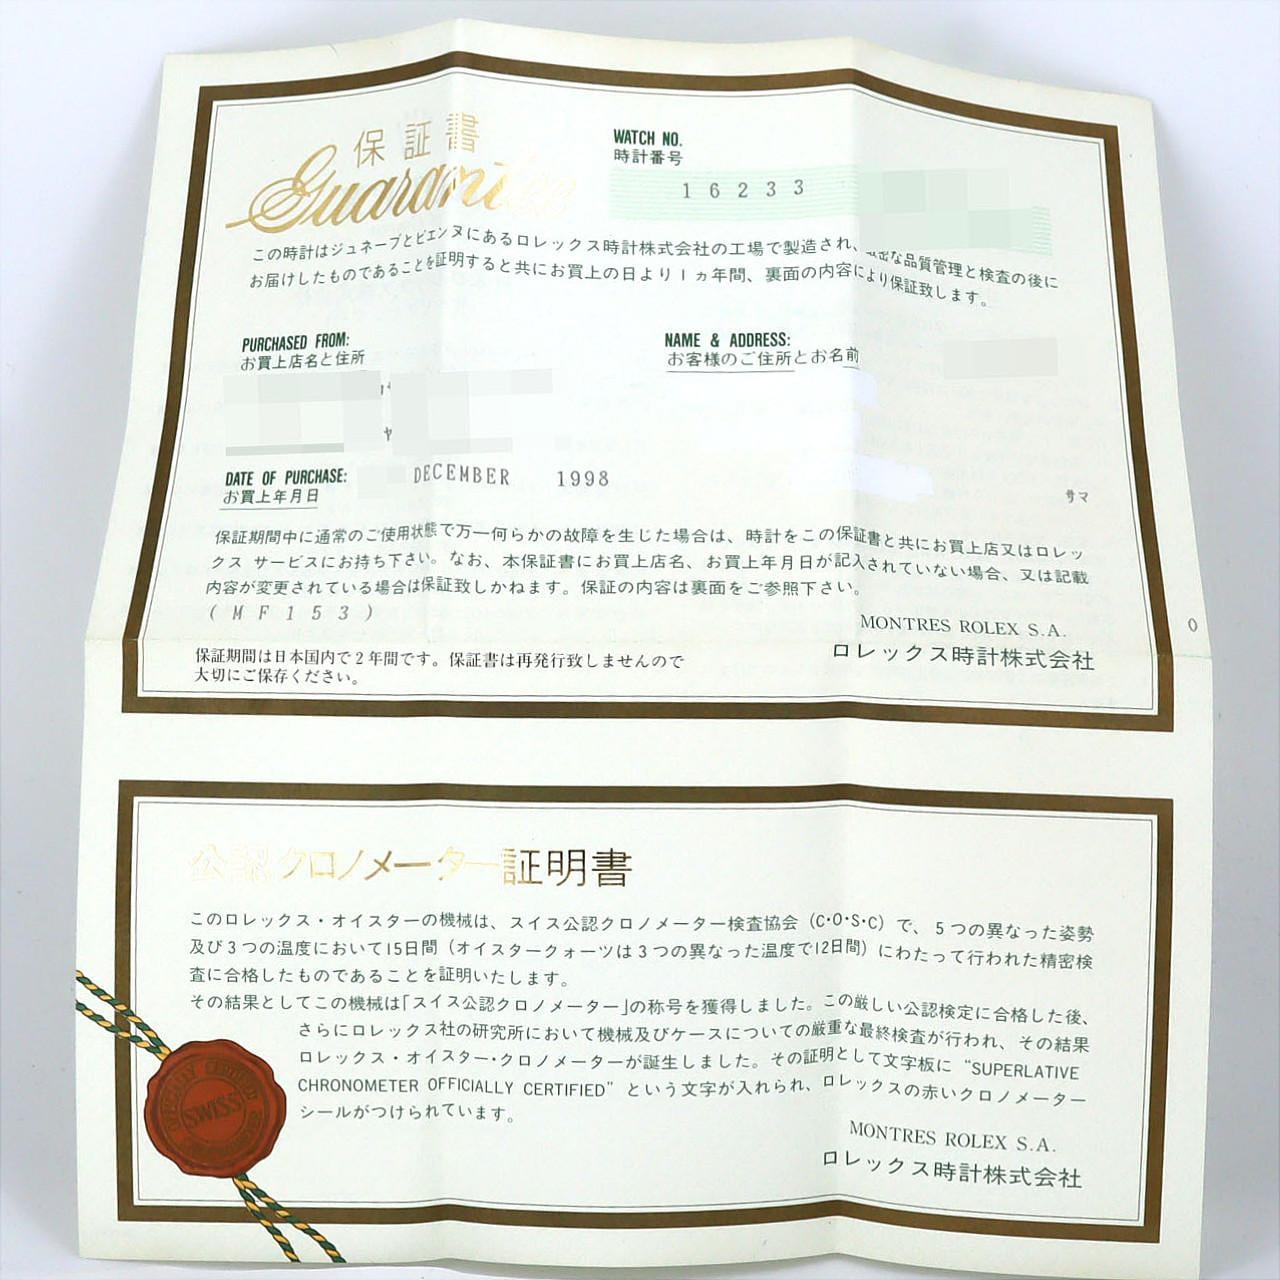 保証書
Guarantee
WATCH NO.
時計番号
16233
この時計はジュネーブとビエンヌにあるロレックス時計株式会社の工場で製造され、厳密な品質管理と検査の後に
お届けしたものであることを証明すると共にお買上の日より1ヵ年間、裏面の内容により保証致します。
PURCHASED FROM:
お買上店名と住所
NAME & ADDRESS:
お客様のご住所とお名前
DATE OF PURCHASE:
お買上年月日
DECEMBER 1998
サマ
保証期間中に通常のご使用状態で万一何らかの故障を生じた場合は、時計をこの保証書と共にお買上店又はロレッ
クス サービスにお持ち下さい。なお、本保証書にお買上店名、お買上年月日が記入されていない場合、又は記載
内容が変更されている場合は保証致しかねます。保証の内容は裏面をご参照下さい。
(MF153)
MONTRES ROLEX S.A.
ロレックス時計株式会社
0
保証期間は日本国内で2年間です。保証書は再発行致しませんので
大切にご保存ください。
公認クロノメーター証明書
このロレックス・オイスターの機械は、スイス公認クロノメーター検査協会(C・O・S・C)で、5つの異なった姿勢
及び3つの温度において15日間(オイスタークォーツは3つの異なった温度で12日間)にわたって行われた精密検
査に合格したものであることを証明いたします。
その結果としてこの機械は「スイス公認クロノメーター」の称号を獲得しました。この厳しい公認検定に合格した後、
さらにロレックス社の研究所において機械及びケースについての厳重な最終検査が行われ、その結果
ロレックス・オイスター・クロノメーターが誕生しました。その証明として文字板に“SUPERLATIVE
CHRONOMETER OFFICIALLY CERTIFIED”という文字が入れられ、ロレックスの赤いクロノメーター
シールがつけられています。
SWISS
MONTRES ROLEX S.A.
ロレックス時計株式会社